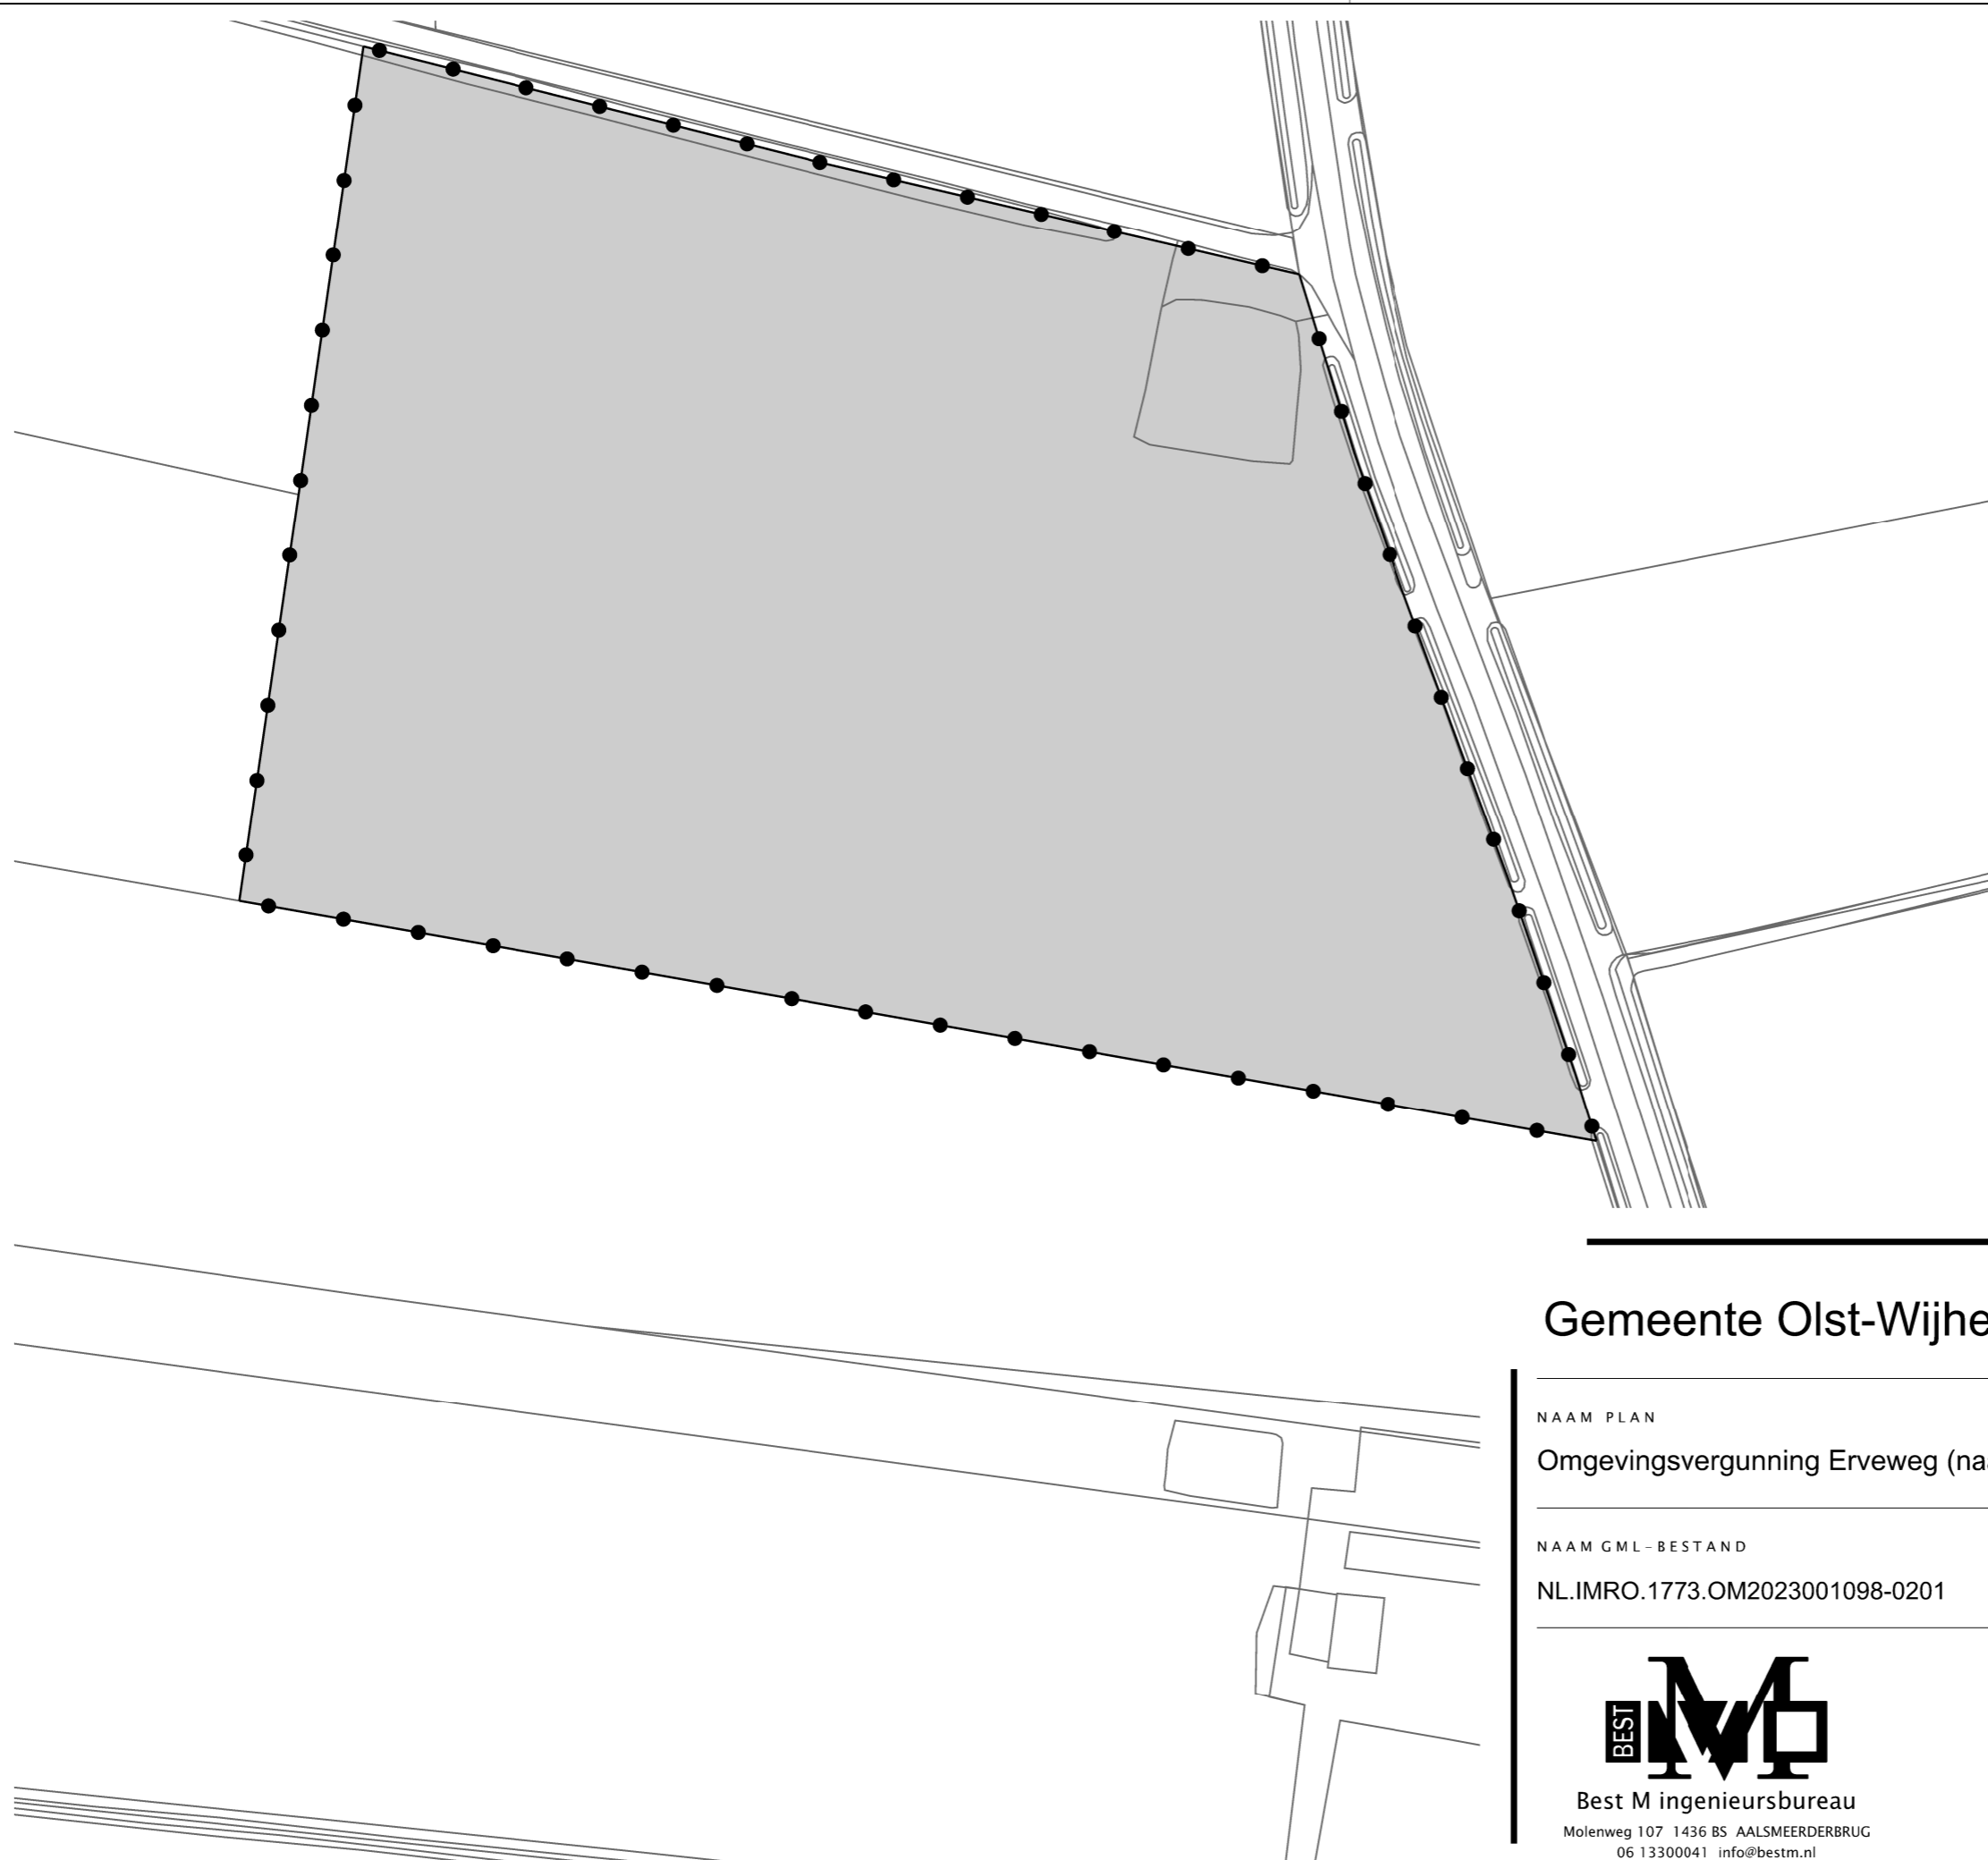 Gemeente Olst-Wijhe
NAAM PLAN
Omgevingsvergunning Erveweg
NAAM GML-BESTAND
NL.IMRO.1773.OM2023001098-0201
BEST
M
Best M ingenieursbureau
Molenweg 107 1436 BS AALSMEERDERBRUG
06 13300041 info@bestm.nl